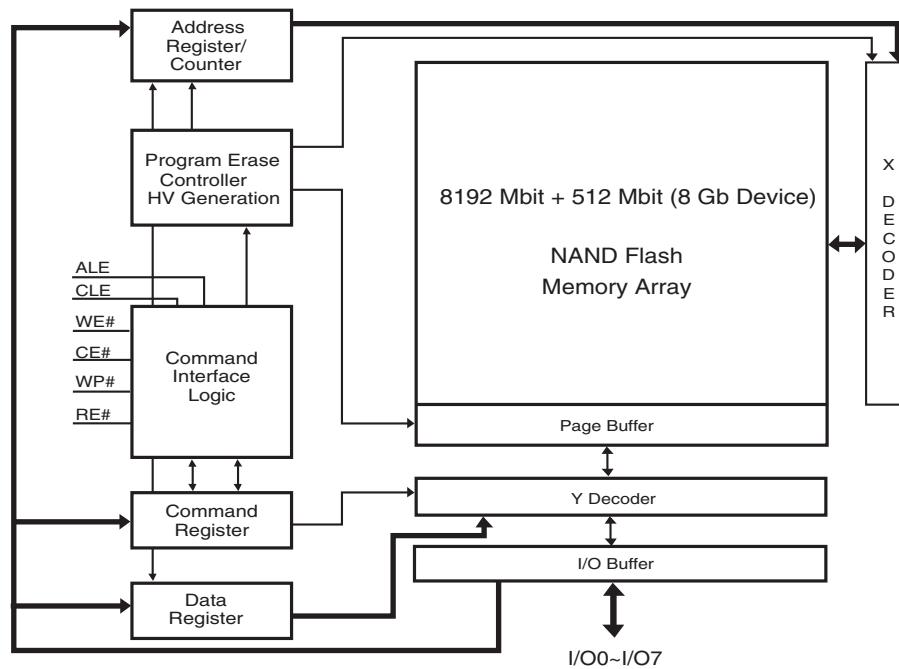 Address
Register/
Counter
Program Erase
Controller
HV Generation
8192 Mbit + 512 Mbit (8 Gb Device)
NAND Flash
Memory Array
X
D
E
C
O
D
E
R
ALE
CLE
WE#
CE#
WP#
RE#
Command
Interface
Logic
Page Buffer
Y Decoder
Command
Register
I/O Buffer
Data
Register
I/O0~I/O7